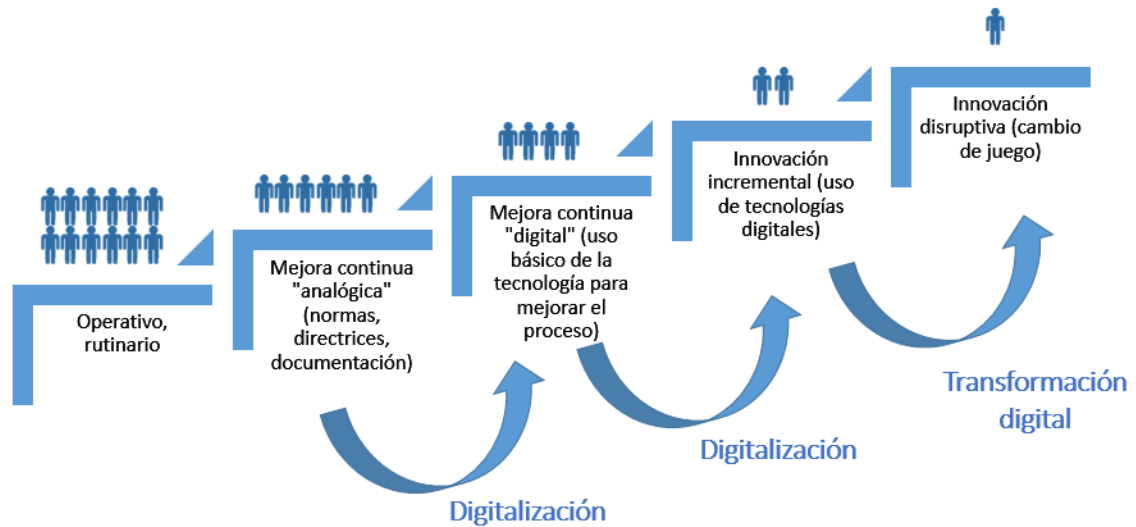 Operativo,
rutinario
Mejora continua
"analógica"
(normas,
directrices,
documentación)
Mejora continua
"digital" (uso
básico de la
tecnología para
mejorar el
proceso)
Innovación
incremental (uso
de tecnologías
digitales)
Innovación
disruptiva (cambio
de juego)
Digitalización
Digitalización
Transformación
digital